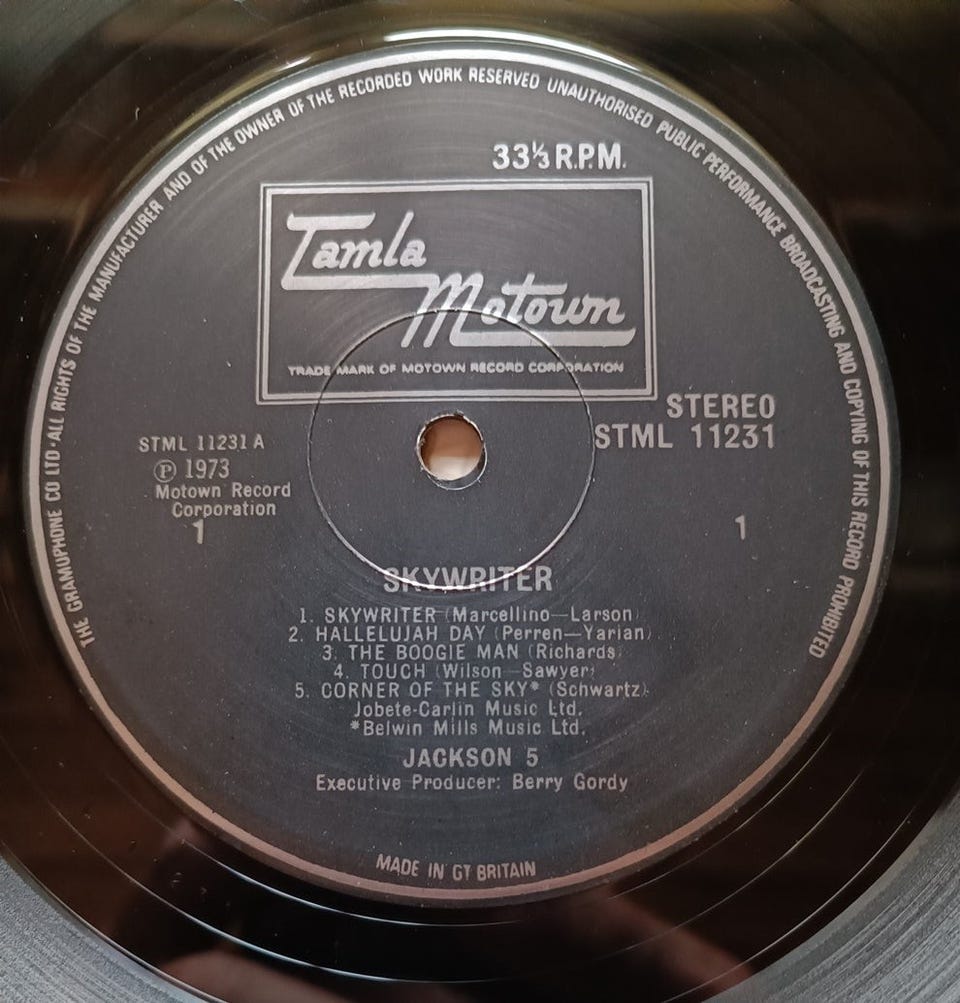 THE GRAMOPHONE CO LTD·ALL RIGHTS OF THE MANUFACTURER AND OF THE OWNER OF THE RECORDED WORK RESERVED UNAUTHORISED PUBLIC PERFORMANCE BROADCASTING AND COPYING OF THIS RECORD PROHIBITED
33⅓ R.P.M.
Tamla
Motown
TRADE MARK OF MOTOWN RECORD CORPORATION
STEREO
STML 11231
STML 11231 A
℗ 1973
Motown Record
Corporation
1
1
SKYWRITER
1. SKYWRITER (Marcellino—Larson)
2. HALLELUJAH DAY (Perren—Yarian)
3. THE BOOGIE MAN (Richards)
4. TOUCH (Wilson—Sawyer)
5. CORNER OF THE SKY* (Schwartz)
Jobete-Carlin Music Ltd.
*Belwin Mills Music Ltd.
JACKSON 5
Executive Producer: Berry Gordy
MADE IN GT BRITAIN